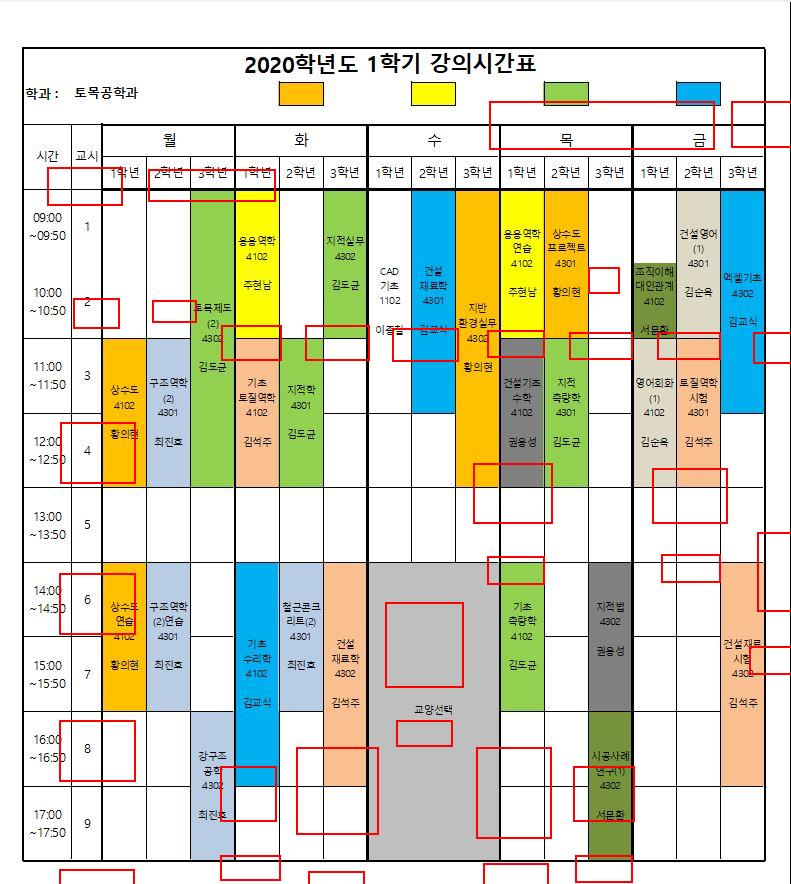 2020학년도 1학기 강의시간표
학과 : 토목공학과
시간 교시 월 화 수 목 금
1학년 2학년 3학년 1학년 2학년 3학년 1학년 2학년 3학년 1학년 2학년 3학년 1학년 2학년 3학년
09:00
~09:50
1
10:00
~10:50
2
11:00
~11:50
3
12:00
~12:50
4
13:00
~13:50
5
14:00
~14:50
6
15:00
~15:50
7
16:00
~16:50
8
17:00
~17:50
9
상수도
4102
황의현
상수도
연습
4102
황의현
구조역학
(2)
4301
최진호
구조역학
(2)연습
4301
최진호
토목제도
(2)
4302
김도균
강구조
공학
4302
최진호
응용역학
4102
주현남
기초
토질역학
4102
김석주
기초
수리학
4102
김교식
지적학
4301
김도균
철근콘크
리트(2)
4301
최진호
지적실무
4302
김도균
건설
재료학
4302
김석주
CAD
기초
1102
이종철
건설
재료학
4301
김교식
지반
환경실무
4302
황의현
교양선택
응용역학
연습
4102
주현남
건설기초
수학
4102
권용성
기초
측량학
4102
김도균
상수도
프로젝트
4301
황의현
지적
측량학
4301
김도균
지적법
4302
권용성
시공사례
연구(1)
4302
서문환
조직이해
대인관계
4102
서문환
영어회화
(1)
4102
김순옥
건설영어
(1)
4301
김순옥
토질역학
시험
4301
김석주
엑셀기초
4302
김교식
건설재료
시험
4302
김석주